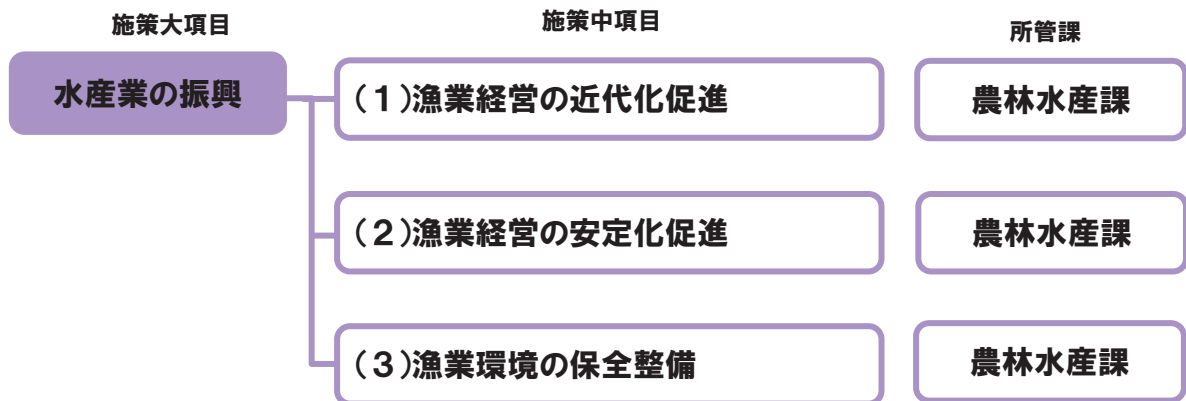 施策大項目
施策中項目
所管課
水産業の振興
（１）漁業経営の近代化促進
農林水産課
（２）漁業経営の安定化促進
農林水産課
（３）漁業環境の保全整備
農林水産課